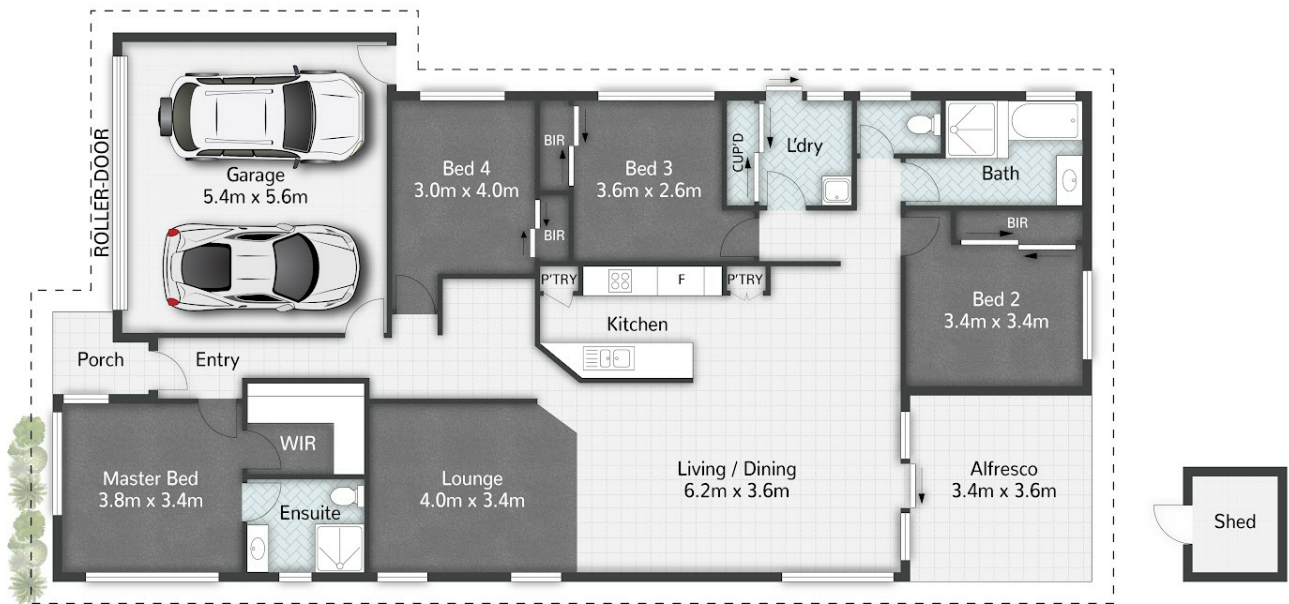 ROLLER-DOOR
Garage
5.4m x 5.6m
Bed 4
3.0m x 4.0m
BIR
BIR
Bed 3
3.6m x 2.6m
CUP'D
L'dry
Bath
BIR
Bed 2
3.4m x 3.4m
P'TRY
F
P'TRY
Kitchen
Porch
Entry
WIR
Master Bed
3.8m x 3.4m
Ensuite
Lounge
4.0m x 3.4m
Living / Dining
6.2m x 3.6m
Alfresco
3.4m x 3.6m
Shed